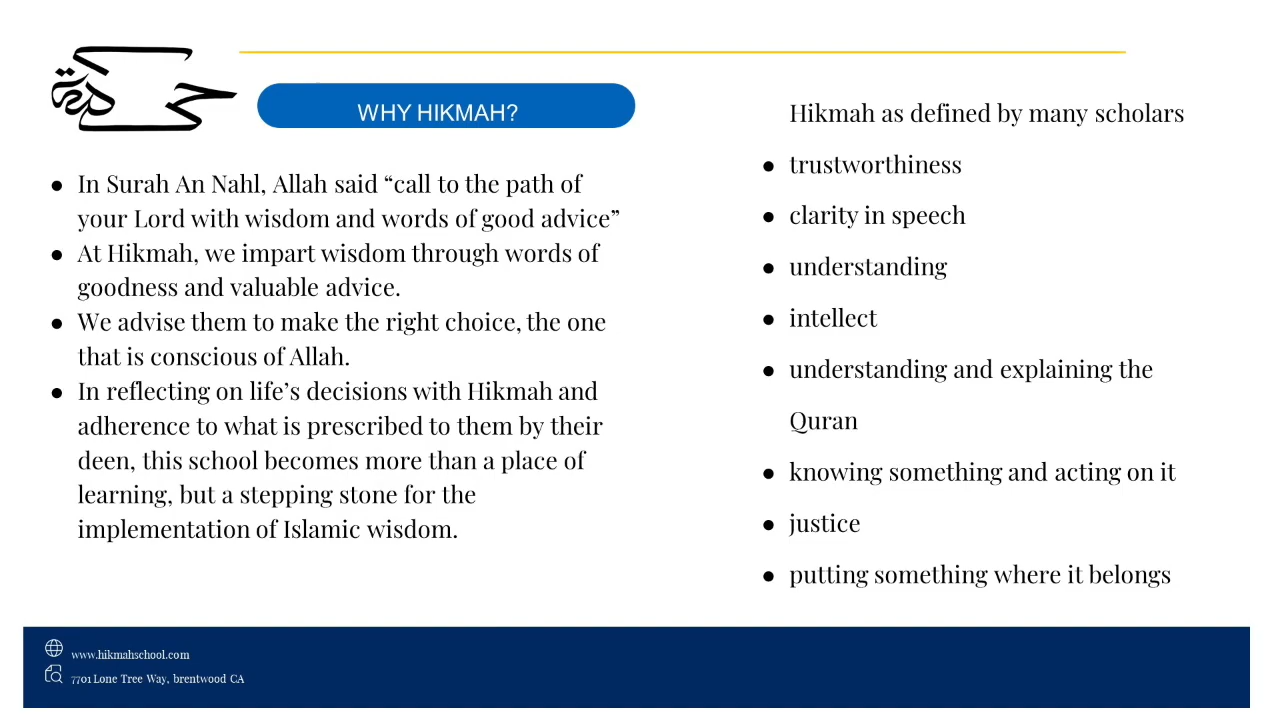 حكمة
WHY HIKMAH?
● In Surah An Nahl, Allah said “call to the path of
your Lord with wisdom and words of good advice”
● At Hikmah, we impart wisdom through words of
goodness and valuable advice.
● We advise them to make the right choice, the one
that is conscious of Allah.
● In reflecting on life’s decisions with Hikmah and
adherence to what is prescribed to them by their
deen, this school becomes more than a place of
learning, but a stepping stone for the
implementation of Islamic wisdom.
Hikmah as defined by many scholars
● trustworthiness
● clarity in speech
● understanding
● intellect
● understanding and explaining the
Quran
● knowing something and acting on it
● justice
● putting something where it belongs
www.hikmahschool.com
7701 Lone Tree Way, brentwood CA